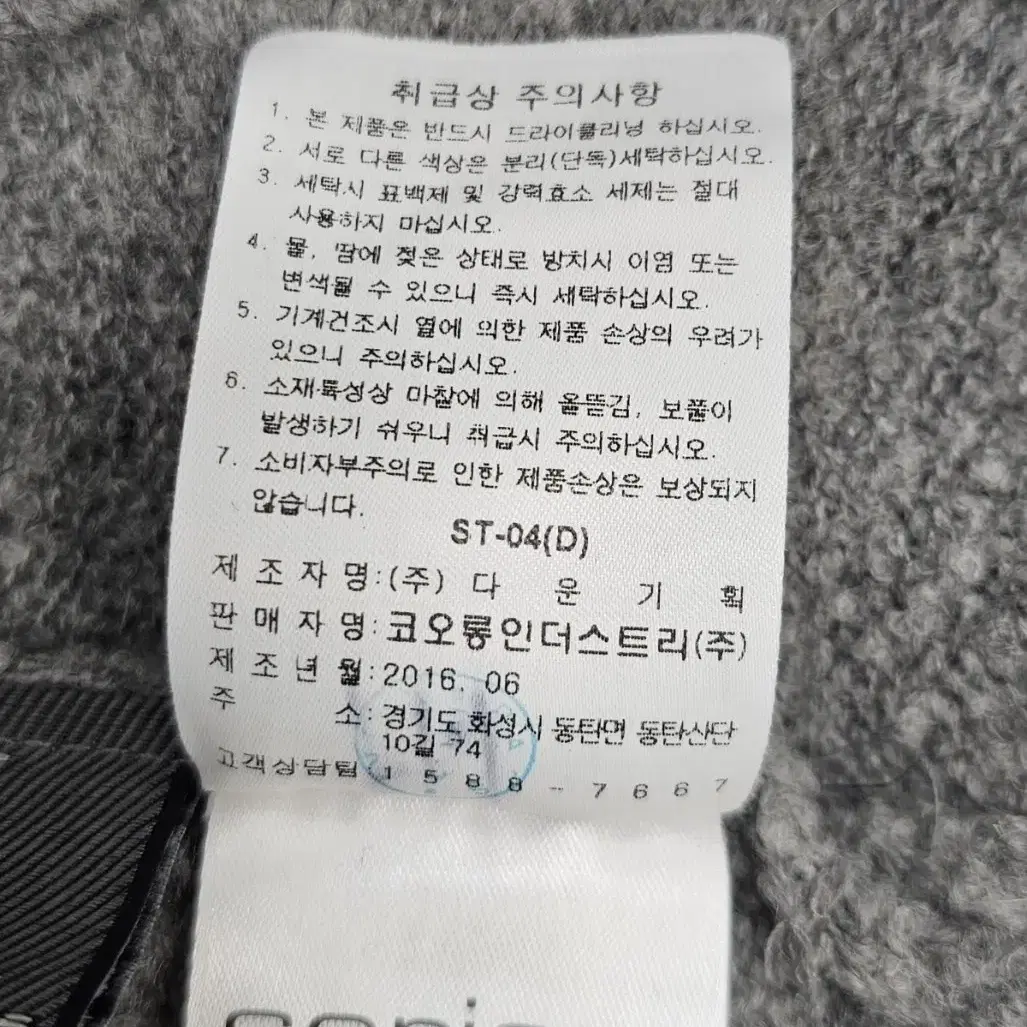 취급상 주의사항
1. 본 제품은 반드시 드라이클리닝 하십시오.
2. 서로 다른 색상은 분리(단독)세탁하십시오.
3. 세탁시 표백제 및 강력효소 세제는 절대
사용하지 마십시오.
4. 물, 땀에 젖은 상태로 방치시 이염 또는
변색될 수 있으니 즉시 세탁하십시오.
5. 기계건조시 열에 의한 제품 손상의 우려가
있으니 주의하십시오.
6. 소재특성상 마찰에 의해 올뜯김, 보풀이
발생하기 쉬우니 취급시 주의하십시오.
7. 소비자부주의로 인한 제품손상은 보상되지
않습니다.
ST-04(D)
제 조 자 명:(주) 다 운 기 획
판 매 자 명:코오롱인더스트리(주)
제 조 년 월:2016. 06
주 소:경기도 화성시 동탄면 동탄산단
10길 74
고객상담팀:1588-7667